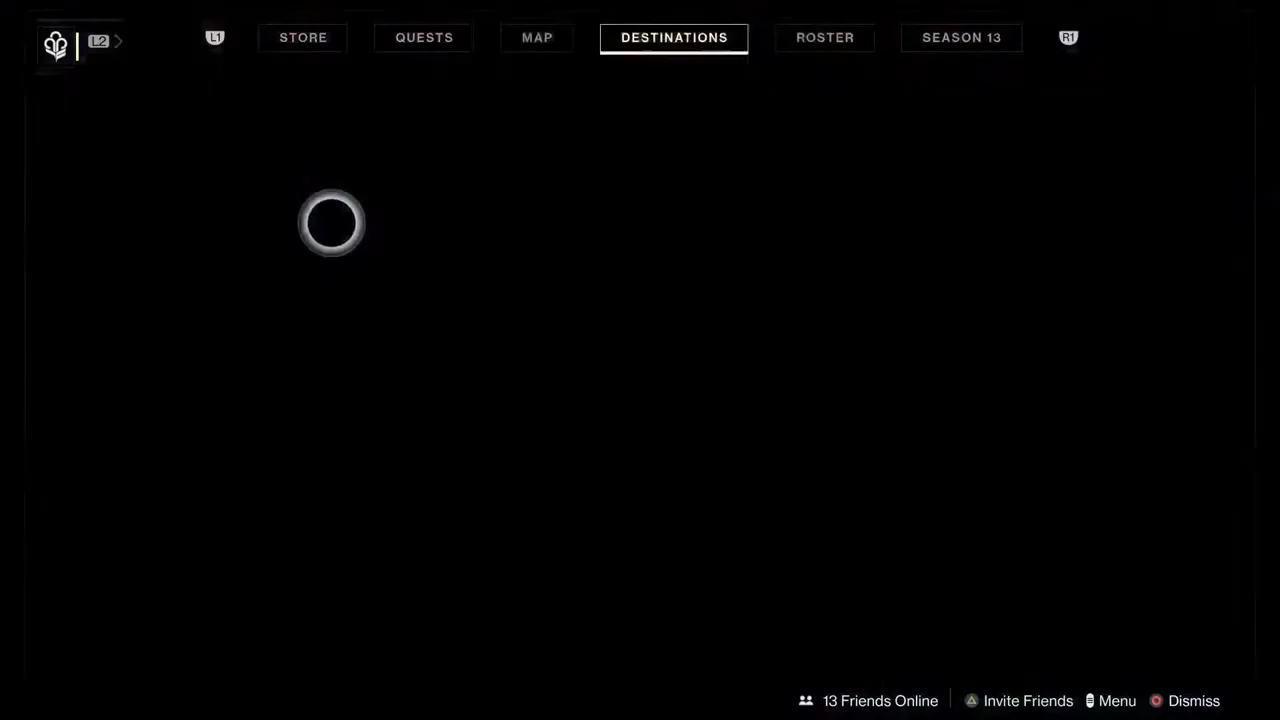 L2 L1 STORE QUESTS MAP DESTINATIONS ROSTER SEASON 13 R1
13 Friends Online Invite Friends Menu Dismiss